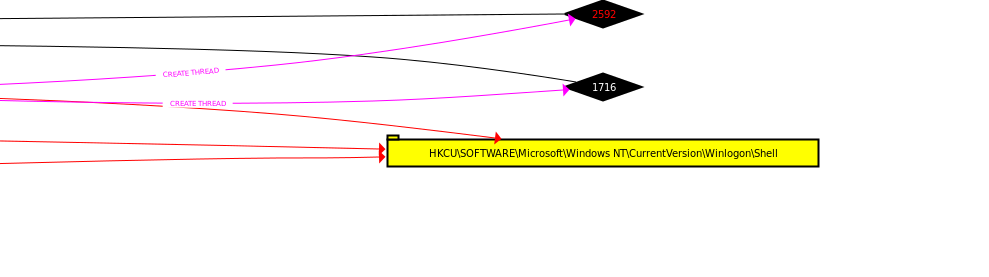 2592
CREATE THREAD
1716
CREATE THREAD
HKCU\SOFTWARE\Microsoft\Windows NT\CurrentVersion\Winlogon\Shell